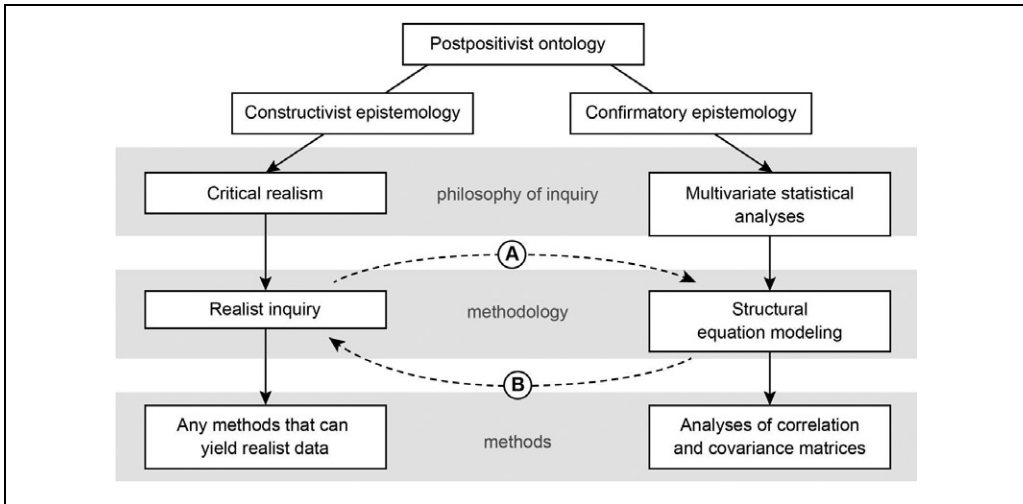 Postpositivist ontology
Constructivist epistemology
Confirmatory epistemology
Critical realism
philosophy of inquiry
Multivariate statistical
analyses
A
Realist inquiry
methodology
Structural
equation modeling
B
Any methods that can
yield realist data
methods
Analyses of correlation
and covariance matrices